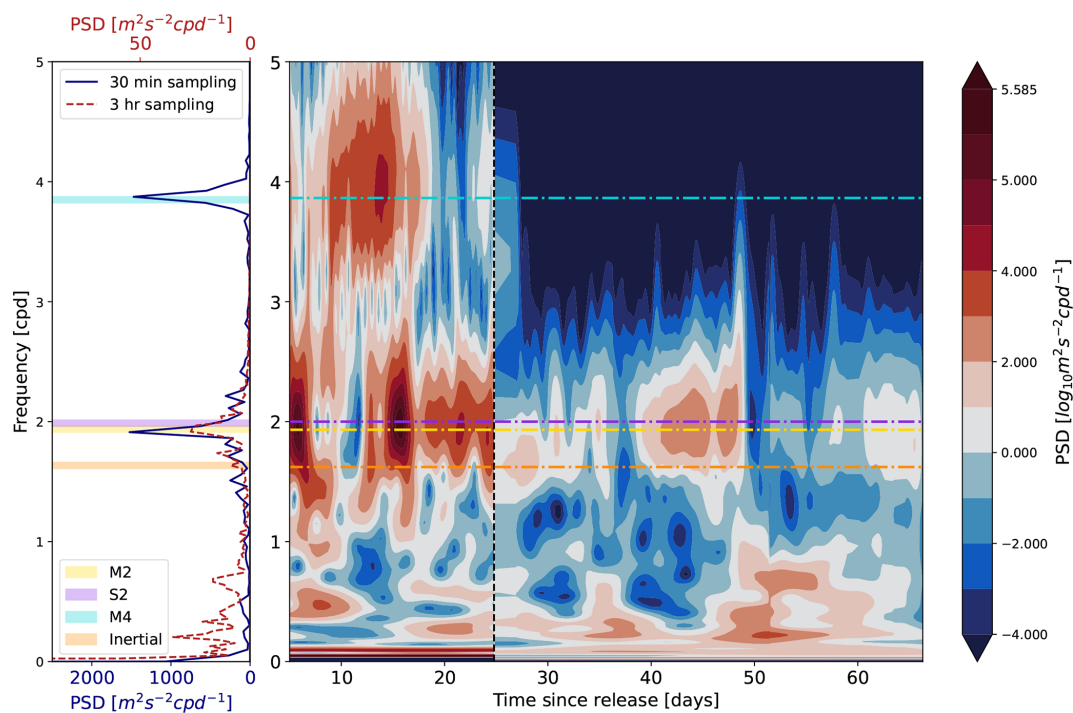 PSD [m²s⁻²cpd⁻¹]
50 0
30 min sampling
3 hr sampling
M2
S2
M4
Inertial
Frequency [cpd]
5
4
3
2
1
0
2000 1000 0
PSD [m²s⁻²cpd⁻¹]
5
4
3
2
1
0
10 20 30 40 50 60
Time since release [days]
5.585
5.000
4.000
2.000
0.000
−2.000
−4.000
PSD [log₁₀m²s⁻²cpd⁻¹]